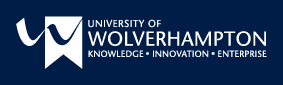 UNIVERSITY OF
WOLVERHAMPTON
KNOWLEDGE • INNOVATION • ENTERPRISE